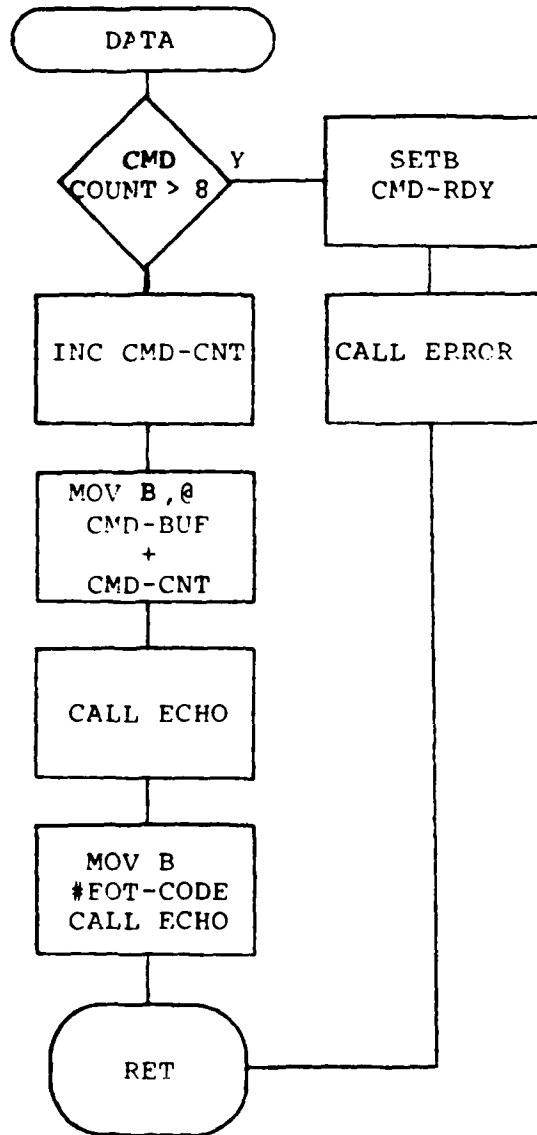 DATA
CMD
COUNT > 8
Y
SETB
CMD-RDY
INC CMD-CNT
CALL ERROR
MOV B,@
CMD-BUF
+
CMD-CNT
CALL ECHO
MOV B
#EOT-CODE
CALL ECHO
RET